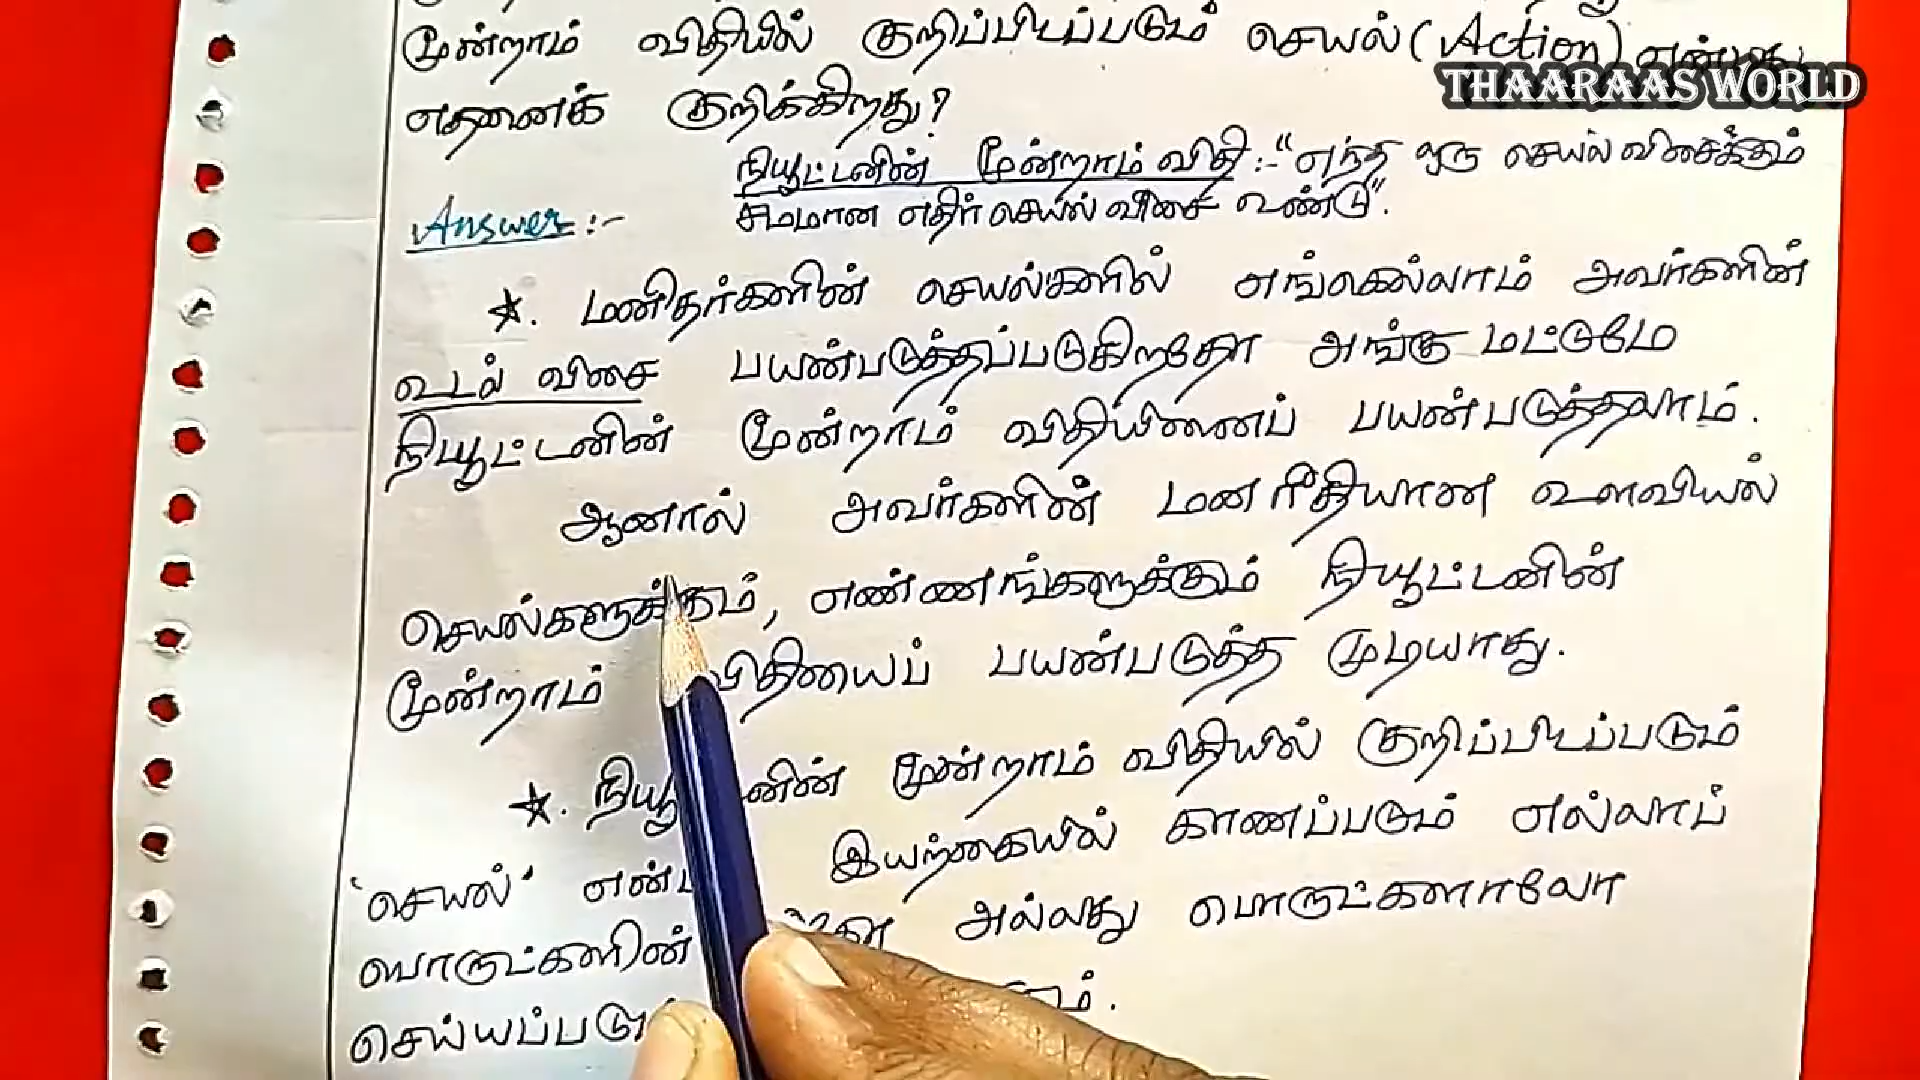 மூன்றாம் விதியில் குறிப்பிடப்படும் செயல் (Action) என்பது
THAARAAS WORLD
எதனைக் குறிக்கிறது?
நியூட்டனின் மூன்றாம் விதி :- "எந்த ஒரு செயல் விசைக்கும்
Answer :- சமமான எதிர் செயல் விசை உண்டு".
★. மனிதர்களின் செயல்களில் எங்கெல்லாம் அவர்களின்
உடல் விசை பயன்படுத்தப்படுகிறதோ அங்கு மட்டுமே
நியூட்டனின் மூன்றாம் விதியினைப் பயன்படுத்தலாம்.
ஆனால் அவர்களின் மனரீதியான உளவியல்
செயல்களுக்கும், எண்ணங்களுக்கும் நியூட்டனின்
மூன்றாம் விதியைப் பயன்படுத்த முடியாது.
★. மூன்றாம் விதியில் குறிப்பிடப்படும்
'செயல்' இயற்கையில் காணப்படும் எல்லாப்
பொருட்களின் அல்லது பொருட்களாலோ